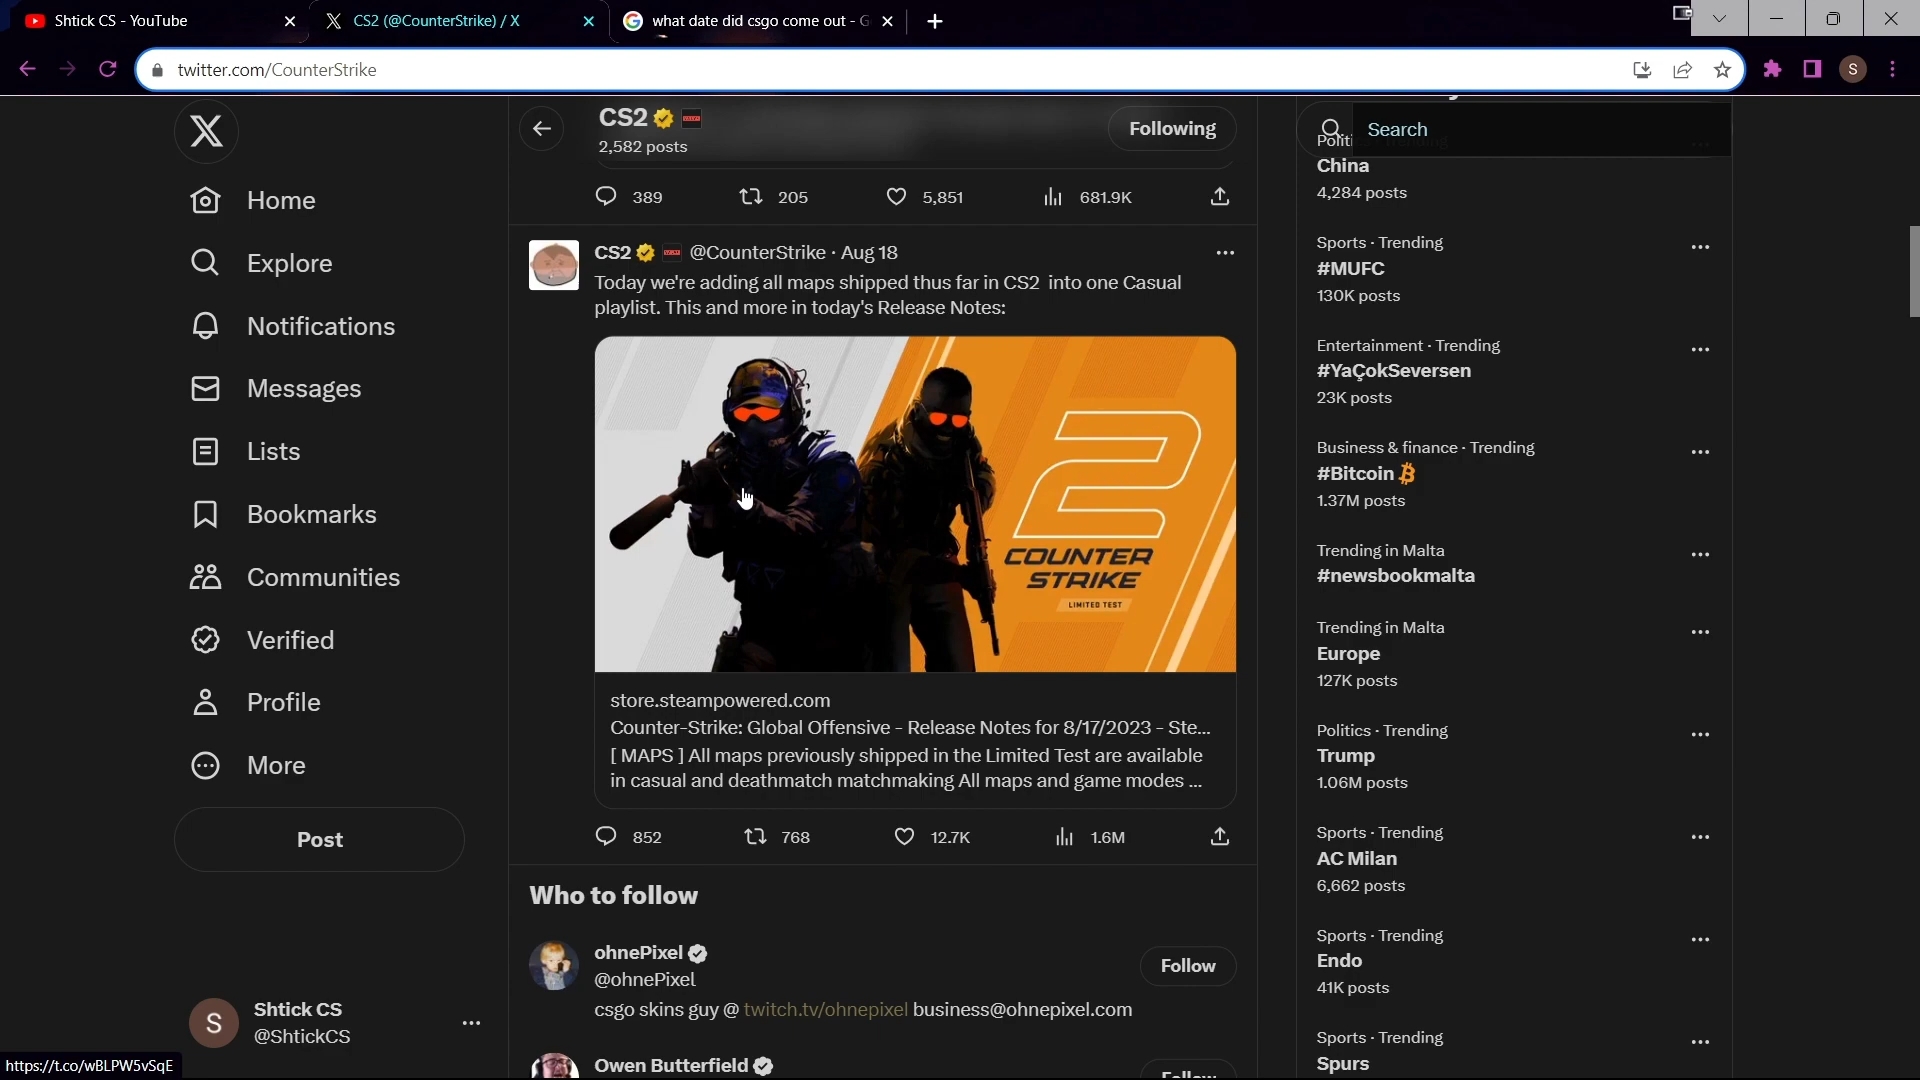 Shtick CS - YouTube
CS2 (@CounterStrike) / X
what date did csgo come out - G
twitter.com/CounterStrike
S
Home
Explore
Notifications
Messages
Lists
Bookmarks
Communities
Verified
Profile
More
Post
S
Shtick CS
@ShtickCS
https://t.co/wBLPW5vSqE
CS2
2,582 posts
Following
389 205 5,851 681.9K
CS2 @CounterStrike · Aug 18
Today we're adding all maps shipped thus far in CS2 into one Casual
playlist. This and more in today's Release Notes:
2
COUNTER
STRIKE
LIMITED TEST
store.steampowered.com
Counter-Strike: Global Offensive - Release Notes for 8/17/2023 - Ste...
[ MAPS ] All maps previously shipped in the Limited Test are available
in casual and deathmatch matchmaking All maps and game modes ...
852 768 12.7K 1.6M
Who to follow
ohnePixel
@ohnePixel
Follow
csgo skins guy @ twitch.tv/ohnepixel business@ohnepixel.com
Owen Butterfield
Follow
Search
China
4,284 posts
Sports · Trending
#MUFC
130K posts
Entertainment · Trending
#YaÇokSeversen
23K posts
Business & finance · Trending
#Bitcoin
1.37M posts
Trending in Malta
#newsbookmalta
Trending in Malta
Europe
127K posts
Politics · Trending
Trump
1.06M posts
Sports · Trending
AC Milan
6,662 posts
Sports · Trending
Endo
41K posts
Sports · Trending
Spurs